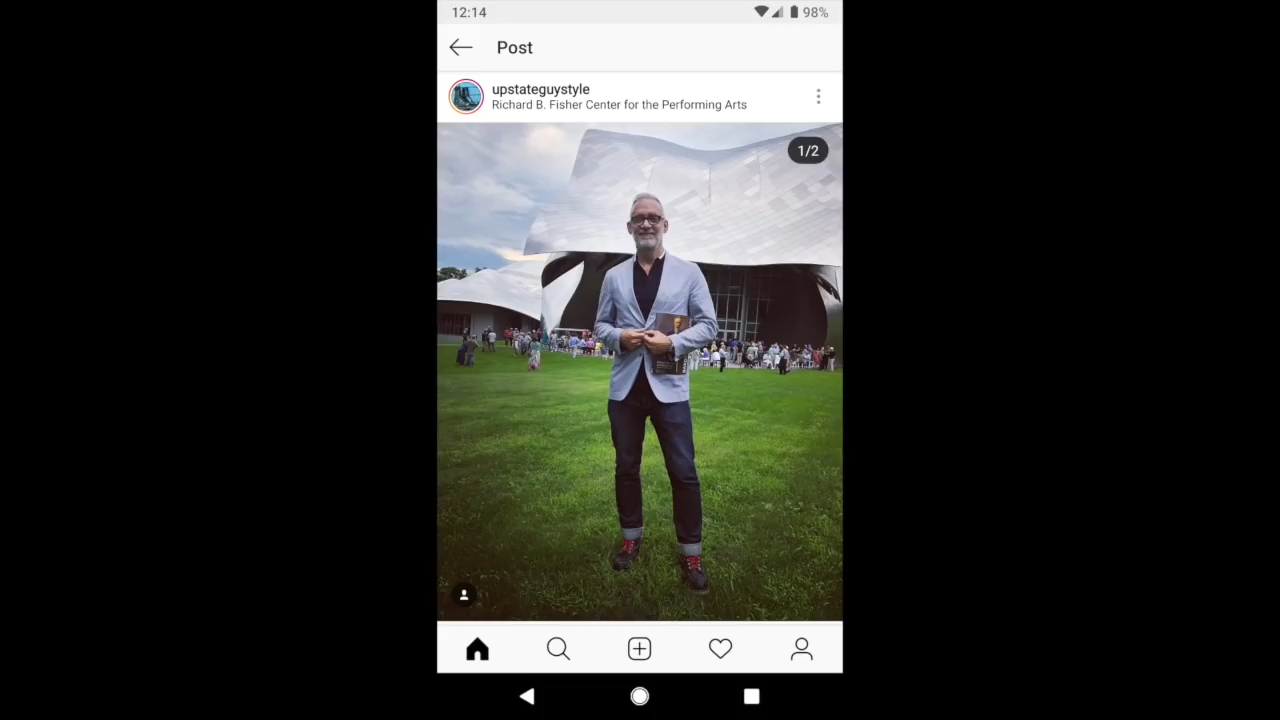 12:14
98%
Post
upstateguystyle
Richard B. Fisher Center for the Performing Arts
1/2